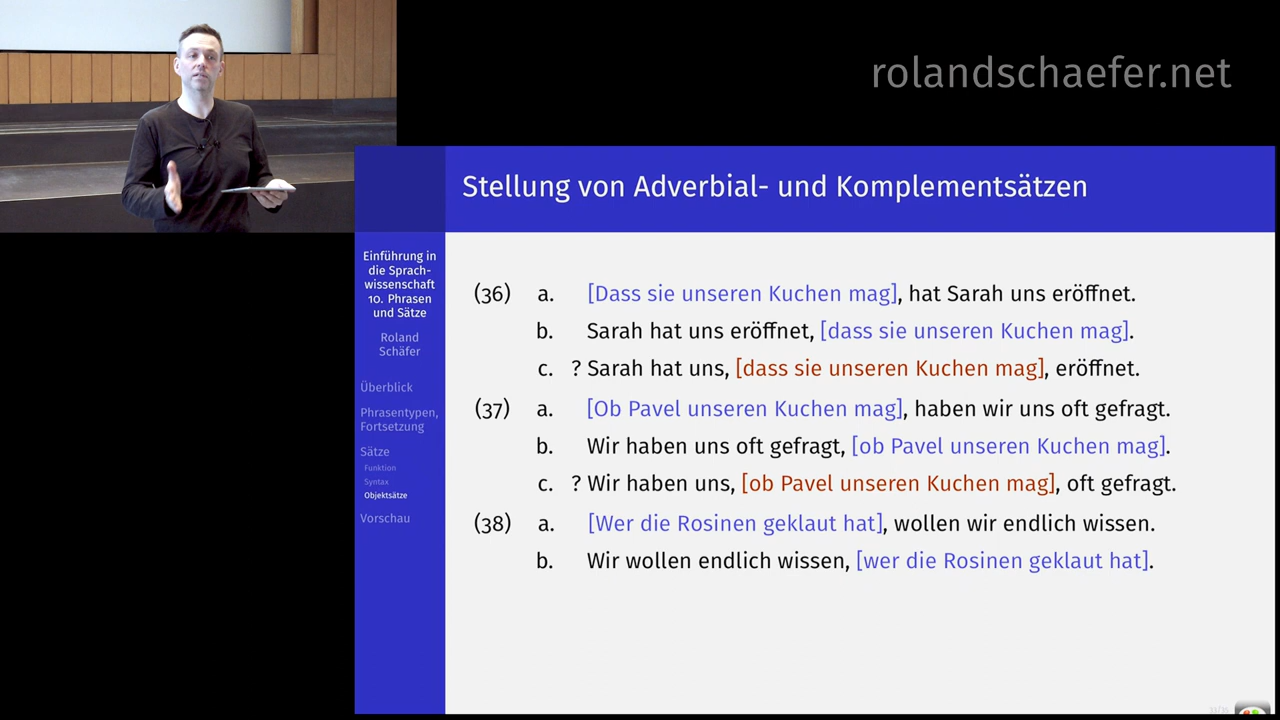 rolandschaefer.net
Stellung von Adverbial- und Komplementsätzen
Einführung in
die Sprach-
wissenschaft
10. Phrasen
und Sätze
Roland
Schäfer
Überblick
Phrasentypen,
Fortsetzung
Sätze
Funktion
Syntax
Objektsätze
Vorschau
(36) a. [Dass sie unseren Kuchen mag], hat Sarah uns eröffnet.
b. Sarah hat uns eröffnet, [dass sie unseren Kuchen mag].
c. ? Sarah hat uns, [dass sie unseren Kuchen mag], eröffnet.
(37) a. [Ob Pavel unseren Kuchen mag], haben wir uns oft gefragt.
b. Wir haben uns oft gefragt, [ob Pavel unseren Kuchen mag].
c. ? Wir haben uns, [ob Pavel unseren Kuchen mag], oft gefragt.
(38) a. [Wer die Rosinen geklaut hat], wollen wir endlich wissen.
b. Wir wollen endlich wissen, [wer die Rosinen geklaut hat].